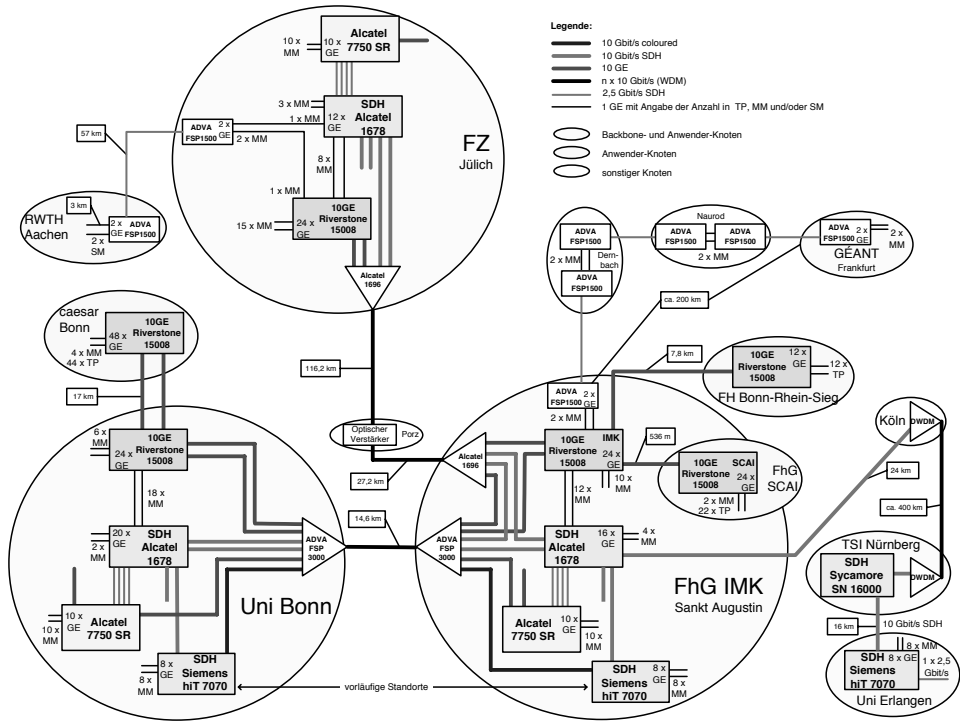 Legende:
10 Gbit/s coloured
10 Gbit/s SDH
10 GE
n x 10 Gbit/s (WDM)
2,5 Gbit/s SDH
1 GE mit Angabe der Anzahl in TP, MM und/oder SM
Backbone- und Anwender-Knoten
Anwender-Knoten
sonstiger Knoten
10 x
MM
10 x
GE
Alcatel
7750 SR
3 x MM
1 x MM
12 x
GE
SDH
Alcatel
1678
FZ
Jülich
ADVA
FSP1500
2 x
GE
2 x MM
8 x
MM
1 x MM
15 x MM
24 x
GE
10GE
Riverstone
15008
Alcatel
1696
57 km
3 km
RWTH
Aachen
2 x
SM
2 x
GE
ADVA
FSP1500
caesar
Bonn
48 x
GE
10GE
Riverstone
15008
4 x MM
44 x TP
17 km
116,2 km
Optischer
Verstärker
Porz
27,2 km
14,6 km
6 x
MM
24 x
GE
10GE
Riverstone
15008
18 x
MM
20 x
GE
2 x
MM
SDH
Alcatel
1678
ADVA
FSP
3000
Uni Bonn
10 x
GE
10 x
MM
Alcatel
7750 SR
8 x
GE
8 x
MM
SDH
Siemens
hiT 7070
vorläufige Standorte
ADVA
FSP1500
2 x MM
Dern-
bach
ADVA
FSP1500
Naurod
ADVA
FSP1500
ADVA
FSP1500
2 x MM
ADVA
FSP1500
2 x
GE
2 x
MM
GÉANT
Frankfurt
ca. 200 km
7,8 km
10GE
Riverstone
15008
12 x
GE
12 x
TP
FH Bonn-Rhein-Sieg
ADVA
FSP1500
2 x
GE
2 x MM
Alcatel
1696
10GE
Riverstone
15008
IMK
24 x
GE
10 x
MM
536 m
10GE
Riverstone
15008
SCAI
24 x
GE
2 x MM
22 x TP
FhG
SCAI
12 x
MM
SDH
Alcatel
1678
16 x
GE
4 x
MM
ADVA
FSP
3000
FhG IMK
Sankt Augustin
Alcatel
7750 SR
10 x
GE
10 x
MM
SDH
Siemens
hiT 7070
8 x
GE
8 x
MM
Köln
DWDM
24 km
ca. 400 km
TSI Nürnberg
SDH
Sycamore
SN 16000
DWDM
16 km
10 Gbit/s SDH
SDH
Siemens
hiT 7070
8 x GE
8 x MM
1 x 2,5
Gbit/s
Uni Erlangen